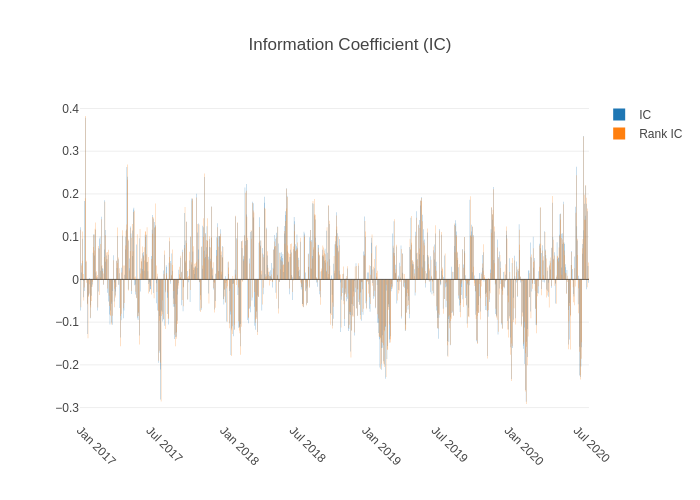 Information Coefficient (IC)
0.4
0.3
0.2
0.1
0
−0.1
−0.2
−0.3
Jan 2017
Jul 2017
Jan 2018
Jul 2018
Jan 2019
Jul 2019
Jan 2020
Jul 2020
IC
Rank IC